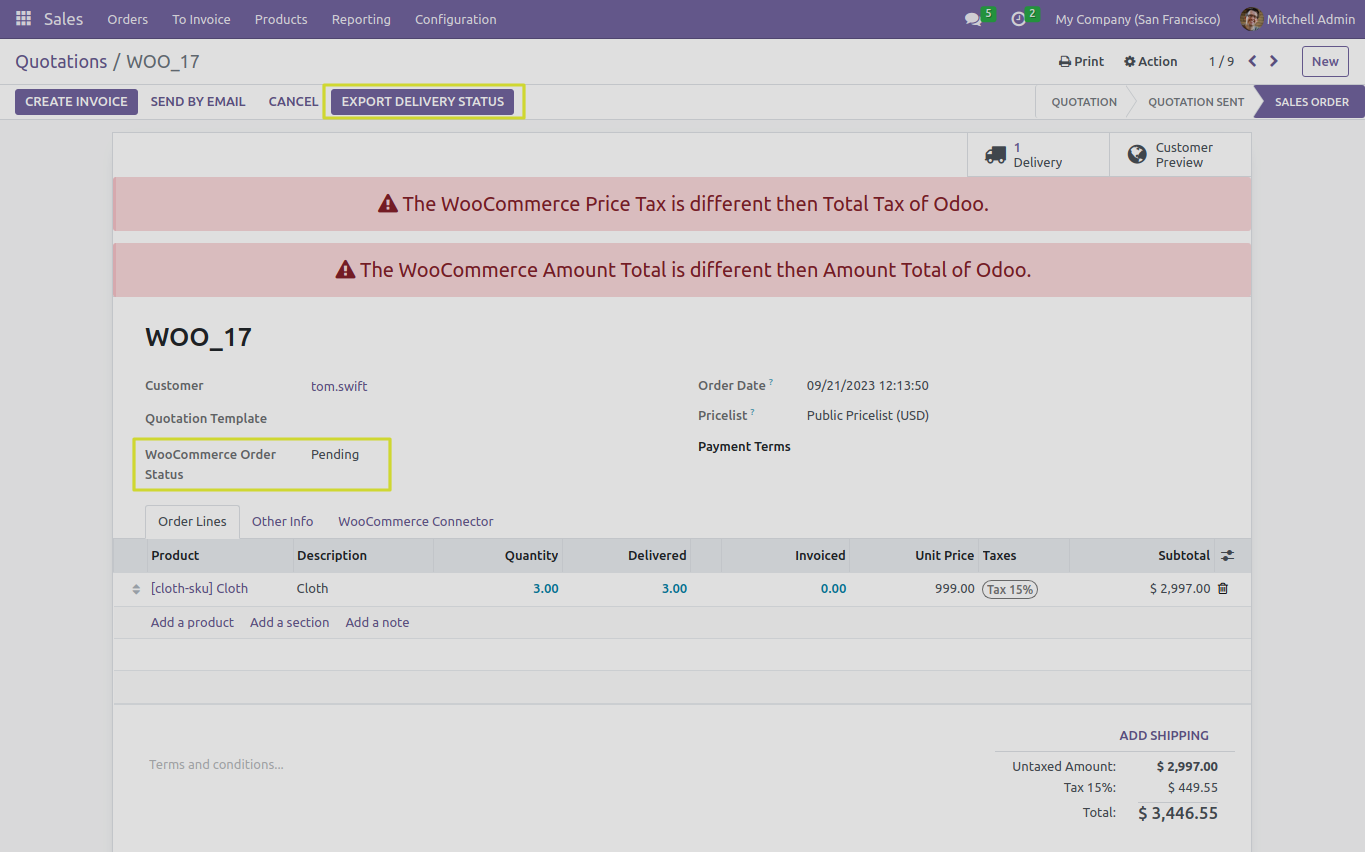 Sales Orders To Invoice Products Reporting Configuration 5 2 My Company (San Francisco) Mitchell Admin
Quotations / WOO_17 Print Action 1 / 9 New
CREATE INVOICE SEND BY EMAIL CANCEL EXPORT DELIVERY STATUS QUOTATION QUOTATION SENT SALES ORDER
1
Delivery
Customer
Preview
The WooCommerce Price Tax is different then Total Tax of Odoo.
The WooCommerce Amount Total is different then Amount Total of Odoo.
WOO_17
Customer tom.swift
Quotation Template
WooCommerce Order
Status
Pending
Order Date ? 09/21/2023 12:13:50
Pricelist ? Public Pricelist (USD)
Payment Terms
Order Lines Other Info WooCommerce Connector
Product Description Quantity Delivered Invoiced Unit Price Taxes Subtotal
[cloth-sku] Cloth Cloth 3.00 3.00 0.00 999.00 Tax 15% $ 2,997.00
Add a product Add a section Add a note
ADD SHIPPING
Terms and conditions...
Untaxed Amount: $ 2,997.00
Tax 15%: $ 449.55
Total: $ 3,446.55